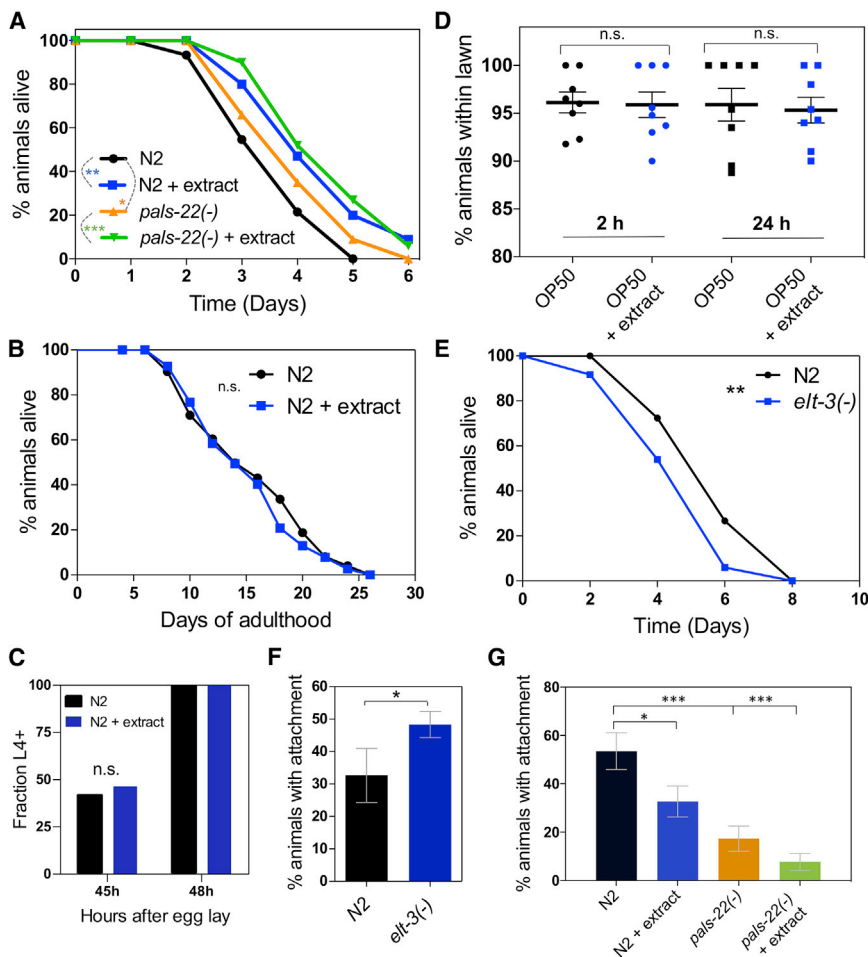 A
% animals alive
100
80
60
40
20
0
N2
N2 + extract
pals-22(-)
pals-22(-) + extract
**
*
***
0 1 2 3 4 5 6
Time (Days)
D
% animals within lawn
100
95
90
85
80
n.s.
n.s.
2 h
24 h
OP50
OP50
+ extract
OP50
OP50
+ extract
B
% animals alive
100
80
60
40
20
0
n.s.
N2
N2 + extract
0 5 10 15 20 25 30
Days of adulthood
E
% animals alive
100
80
60
40
20
0
**
N2
elt-3(-)
0 2 4 6 8 10
Time (Days)
C
Fraction L4+
100
75
50
25
0
N2
N2 + extract
n.s.
45h 48h
Hours after egg lay
F
% animals with attachment
60
50
40
30
20
10
0
*
N2
elt-3(-)
G
% animals with attachment
80
60
40
20
0
***
***
*
N2
N2 + extract
pals-22(-)
pals-22(-)
+ extract